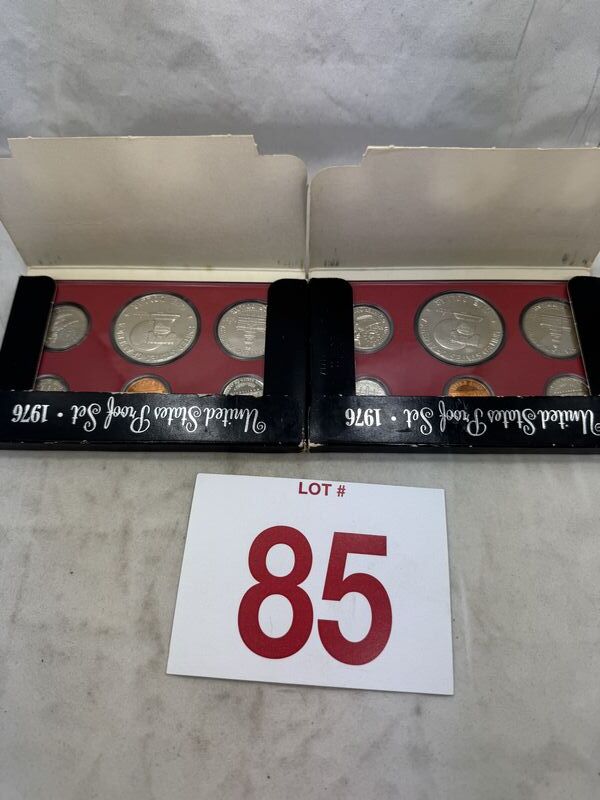 United States Proof Set · 1976
United States Proof Set · 1976
LOT #
85